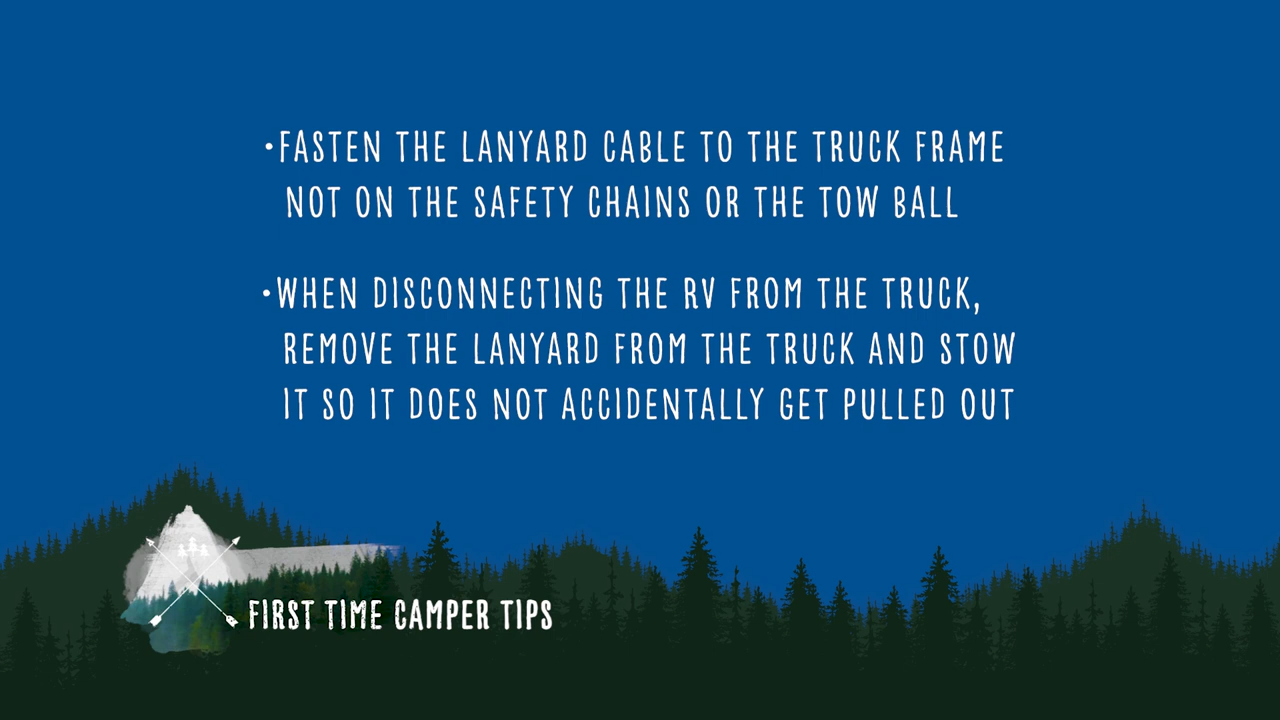 •FASTEN THE LANYARD CABLE TO THE TRUCK FRAME
NOT ON THE SAFETY CHAINS OR THE TOW BALL
•WHEN DISCONNECTING THE RV FROM THE TRUCK,
REMOVE THE LANYARD FROM THE TRUCK AND STOW
IT SO IT DOES NOT ACCIDENTALLY GET PULLED OUT
FIRST TIME CAMPER TIPS